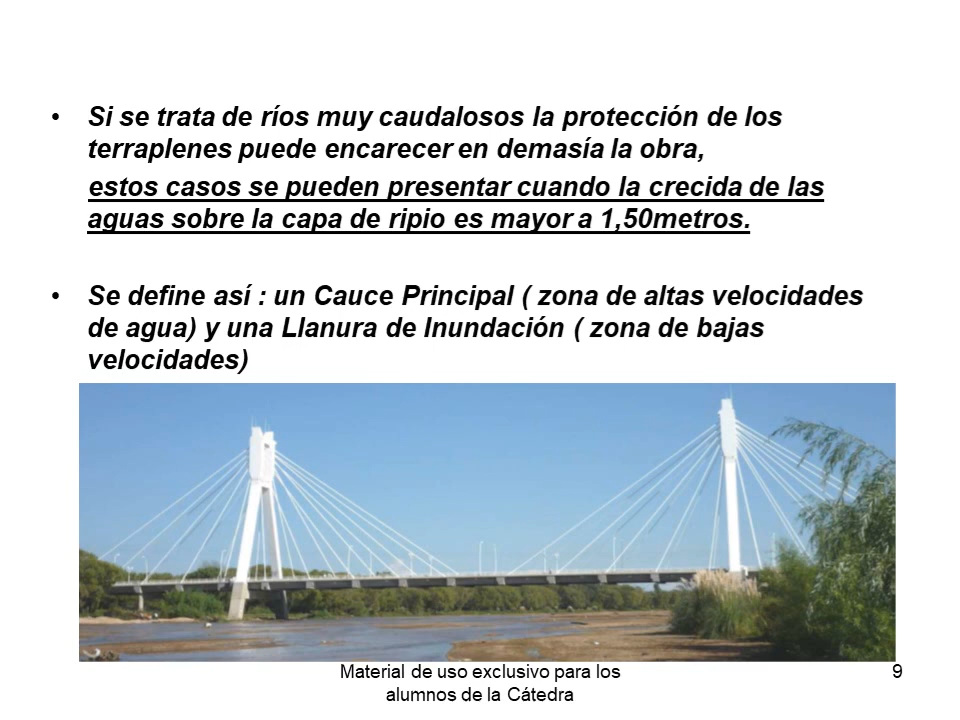 • Si se trata de ríos muy caudalosos la protección de los
terraplenes puede encarecer en demasía la obra,
estos casos se pueden presentar cuando la crecida de las
aguas sobre la capa de ripio es mayor a 1,50metros.
• Se define así : un Cauce Principal ( zona de altas velocidades
de agua) y una Llanura de Inundación ( zona de bajas
velocidades)
Material de uso exclusivo para los
alumnos de la Cátedra
9